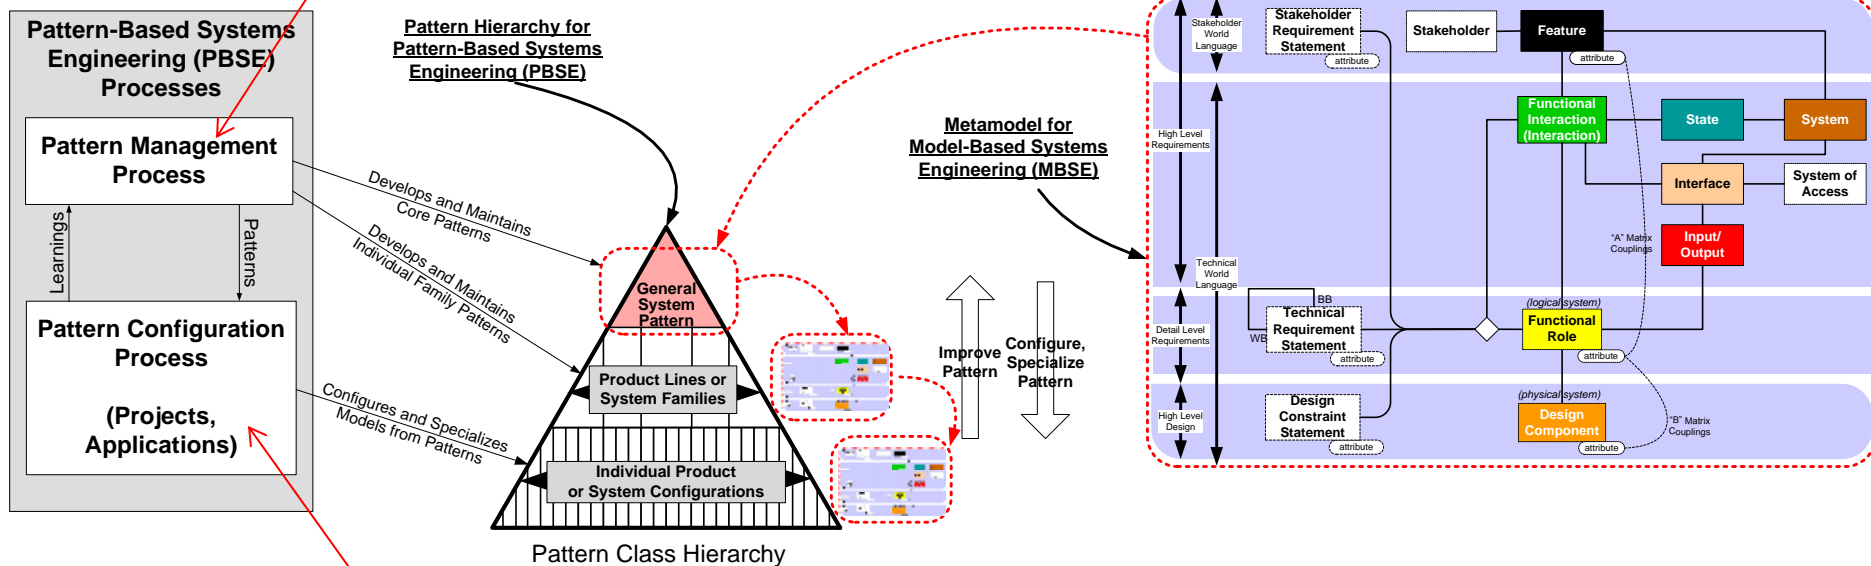 Pattern-Based Systems
Engineering (PBSE)
Processes
Pattern Management
Process
Learnings
Patterns
Pattern Configuration
Process
(Projects,
Applications)
Pattern Hierarchy for
Pattern-Based Systems
Engineering (PBSE)
Develops and Maintains
Core Patterns
Develops and Maintains
Individual Family Patterns
Configures and Specializes
Models from Patterns
General
System
Pattern
Product Lines or
System Families
Individual Product
or System Configurations
Pattern Class Hierarchy
Improve
Pattern
Configure,
Specialize
Pattern
Metamodel for
Model-Based Systems
Engineering (MBSE)
Stakeholder
World
Language
High Level
Requirements
Technical
World
Language
Detail Level
Requirements
High Level
Design
Stakeholder
Requirement
Statement
attribute
Stakeholder
Feature
attribute
Functional
Interaction
(Interaction)
State
System
Interface
System of
Access
"A" Matrix
Couplings
Input/
Output
BB
WB
Technical
Requirement
Statement
attribute
(logical system)
Functional
Role
attribute
Design
Constraint
Statement
attribute
(physical system)
Design
Component
attribute
"B" Matrix
Couplings